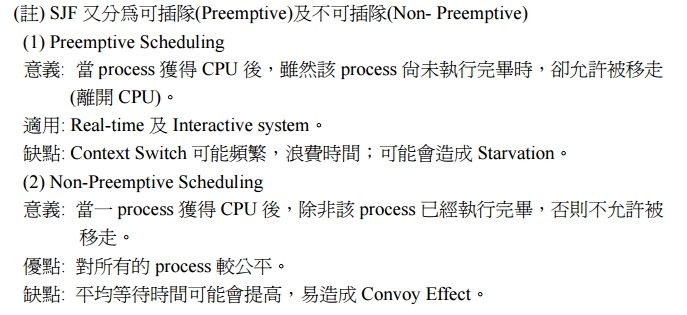 (註) SJF 又分為可插隊(Preemptive)及不可插隊(Non- Preemptive)
(1) Preemptive Scheduling
意義: 當 process 獲得 CPU 後，雖然該 process 尚未執行完畢時，卻允許被移走
(離開 CPU)。
適用: Real-time 及 Interactive system。
缺點: Context Switch 可能頻繁，浪費時間；可能會造成 Starvation。
(2) Non-Preemptive Scheduling
意義: 當一 process 獲得 CPU 後，除非該 process 已經執行完畢，否則不允許被
移走。
優點: 對所有的 process 較公平。
缺點: 平均等待時間可能會提高，易造成 Convoy Effect。